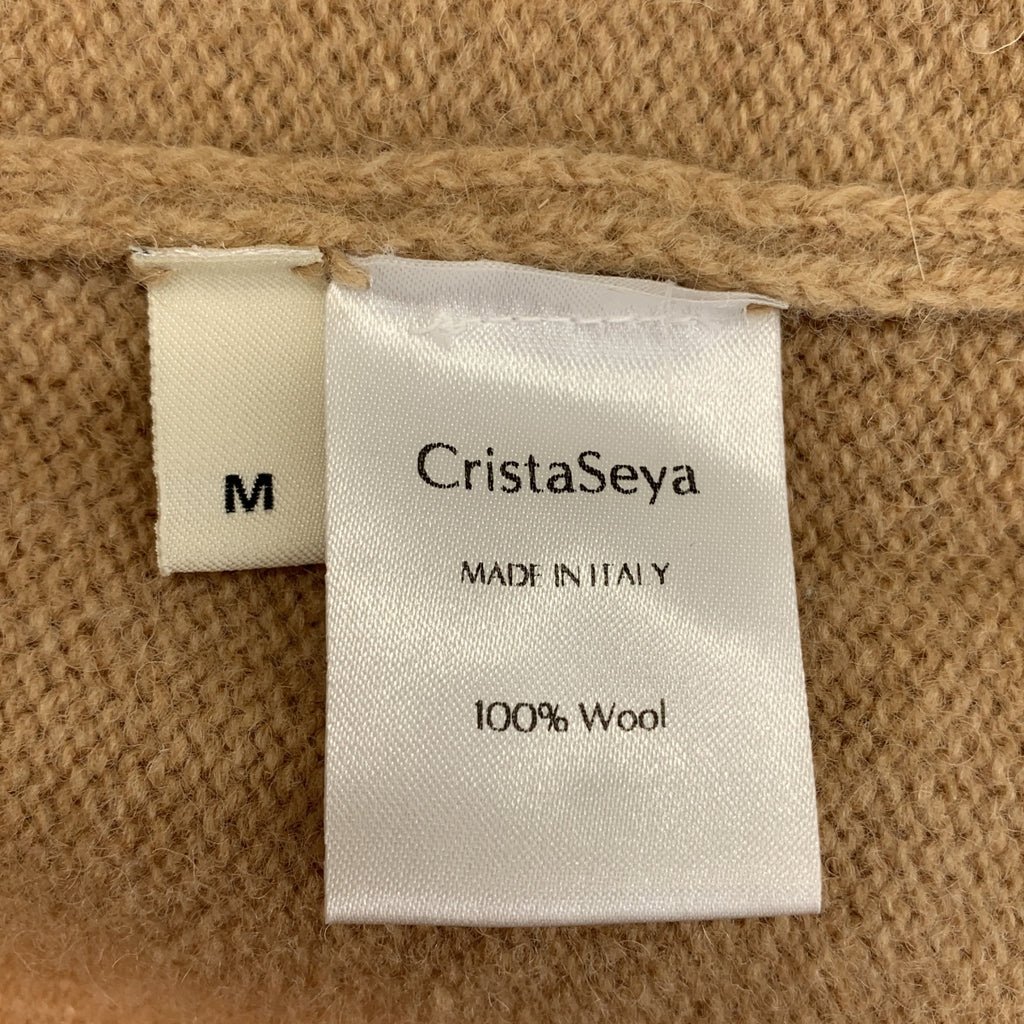 M
CristaSeya
MADE IN ITALY
100% Wool